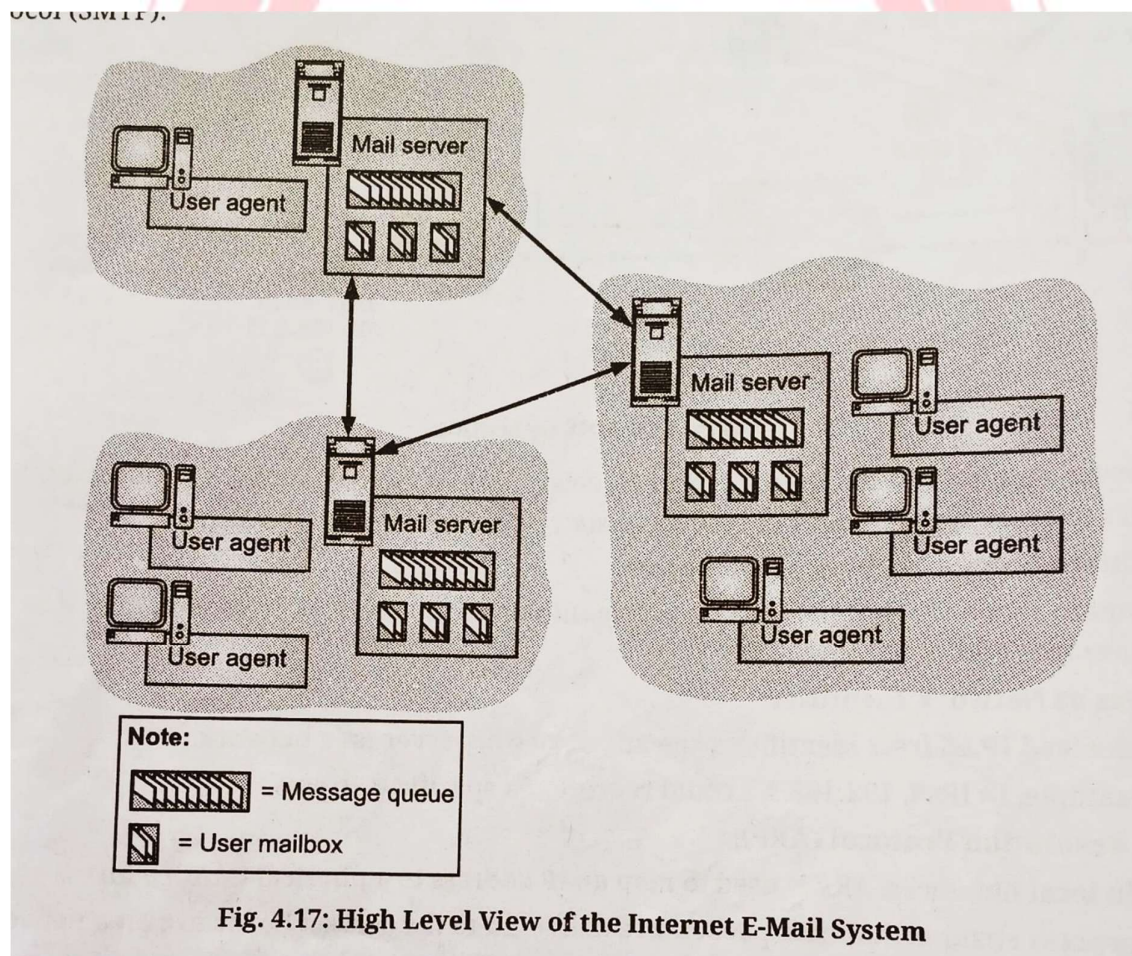 (SMTP).
Mail server
User agent
Mail server
User agent
User agent
User agent
Mail server
User agent
User agent
Note:
= Message queue
= User mailbox
Fig. 4.17: High Level View of the Internet E-Mail System